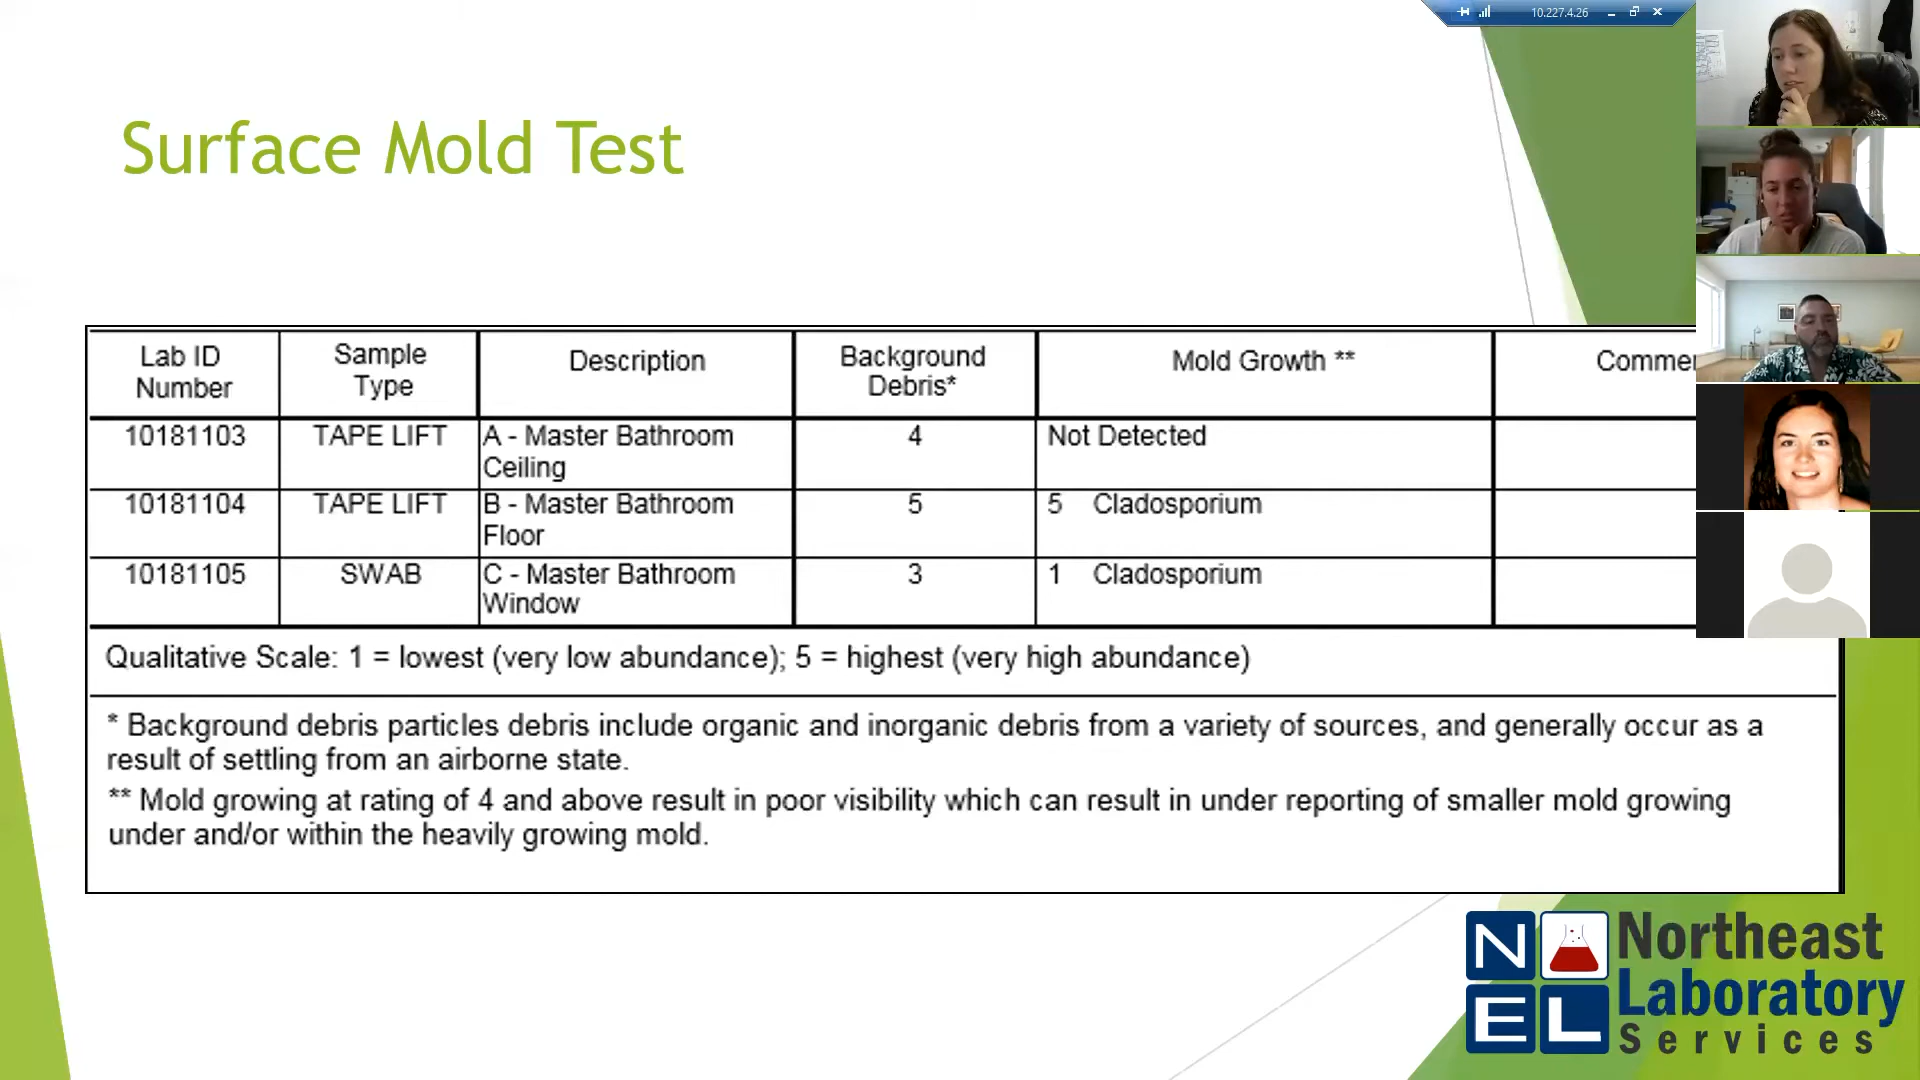 10.227.4.26
Surface Mold Test
Lab ID Number Sample Type Description Background Debris* Mold Growth ** Commen
10181103 TAPE LIFT A - Master Bathroom Ceiling 4 Not Detected
10181104 TAPE LIFT B - Master Bathroom Floor 5 5 Cladosporium
10181105 SWAB C - Master Bathroom Window 3 1 Cladosporium
Qualitative Scale: 1 = lowest (very low abundance); 5 = highest (very high abundance)
* Background debris particles debris include organic and inorganic debris from a variety of sources, and generally occur as a
result of settling from an airborne state.
** Mold growing at rating of 4 and above result in poor visibility which can result in under reporting of smaller mold growing
under and/or within the heavily growing mold.
N
EL
Northeast
Laboratory
Services